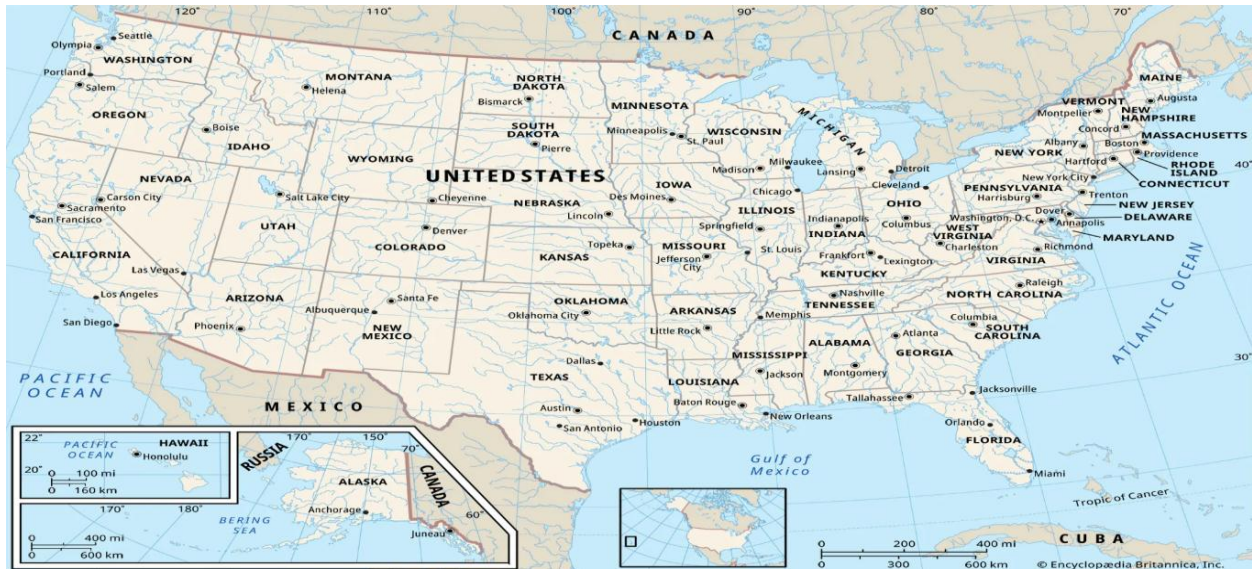 120°
110°
100°
90°
80°
70°
CANADA
Seattle
Olympia
WASHINGTON
Portland
Salem
OREGON
MONTANA
Helena
Boise
IDAHO
WYOMING
NORTH
DAKOTA
Bismarck
SOUTH
DAKOTA
Pierre
MINNESOTA
Minneapolis
St. Paul
WISCONSIN
Madison
Milwaukee
MICHIGAN
Lansing
Detroit
MAINE
Augusta
VERMONT
Montpelier
NEW
HAMPSHIRE
Concord
MASSACHUSETTS
Boston
Albany
NEW YORK
Providence
RHODE
ISLAND
Hartford
CONNECTICUT
New York City
40°
UNITED STATES
NEVADA
Carson City
Sacramento
San Francisco
CALIFORNIA
Las Vegas
Los Angeles
San Diego
Salt Lake City
UTAH
Cheyenne
Denver
COLORADO
NEBRASKA
Lincoln
IOWA
Des Moines
Chicago
ILLINOIS
Springfield
Indianapolis
INDIANA
Cleveland
OHIO
Columbus
PENNSYLVANIA
Harrisburg
Trenton
NEW JERSEY
Dover
DELAWARE
Washington, D.C.
Annapolis
MARYLAND
WEST
VIRGINIA
Charleston
Richmond
VIRGINIA
Topeka
KANSAS
MISSOURI
Jefferson
City
St. Louis
Frankfort
Lexington
KENTUCKY
ARIZONA
Phoenix
Santa Fe
Albuquerque
NEW
MEXICO
OKLAHOMA
Oklahoma City
ARKANSAS
Little Rock
Nashville
TENNESSEE
Memphis
Raleigh
NORTH CAROLINA
Columbia
SOUTH
CAROLINA
Atlanta
GEORGIA
ALABAMA
Montgomery
MISSISSIPPI
Jackson
Dallas
TEXAS
Austin
San Antonio
Houston
LOUISIANA
Baton Rouge
New Orleans
Tallahassee
Jacksonville
Orlando
FLORIDA
Miami
ATLANTIC OCEAN
30°
PACIFIC
OCEAN
MEXICO
Gulf of
Mexico
Tropic of Cancer
CUBA
22°
PACIFIC
OCEAN
HAWAII
Honolulu
20°
0 100 mi
0 160 km
170°
150°
70°
RUSSIA
CANADA
ALASKA
Anchorage
60°
Juneau
170°
180°
BERING
SEA
0 400 mi
0 600 km
0 200 400 mi
0 300 600 km
© Encyclopædia Britannica, Inc.